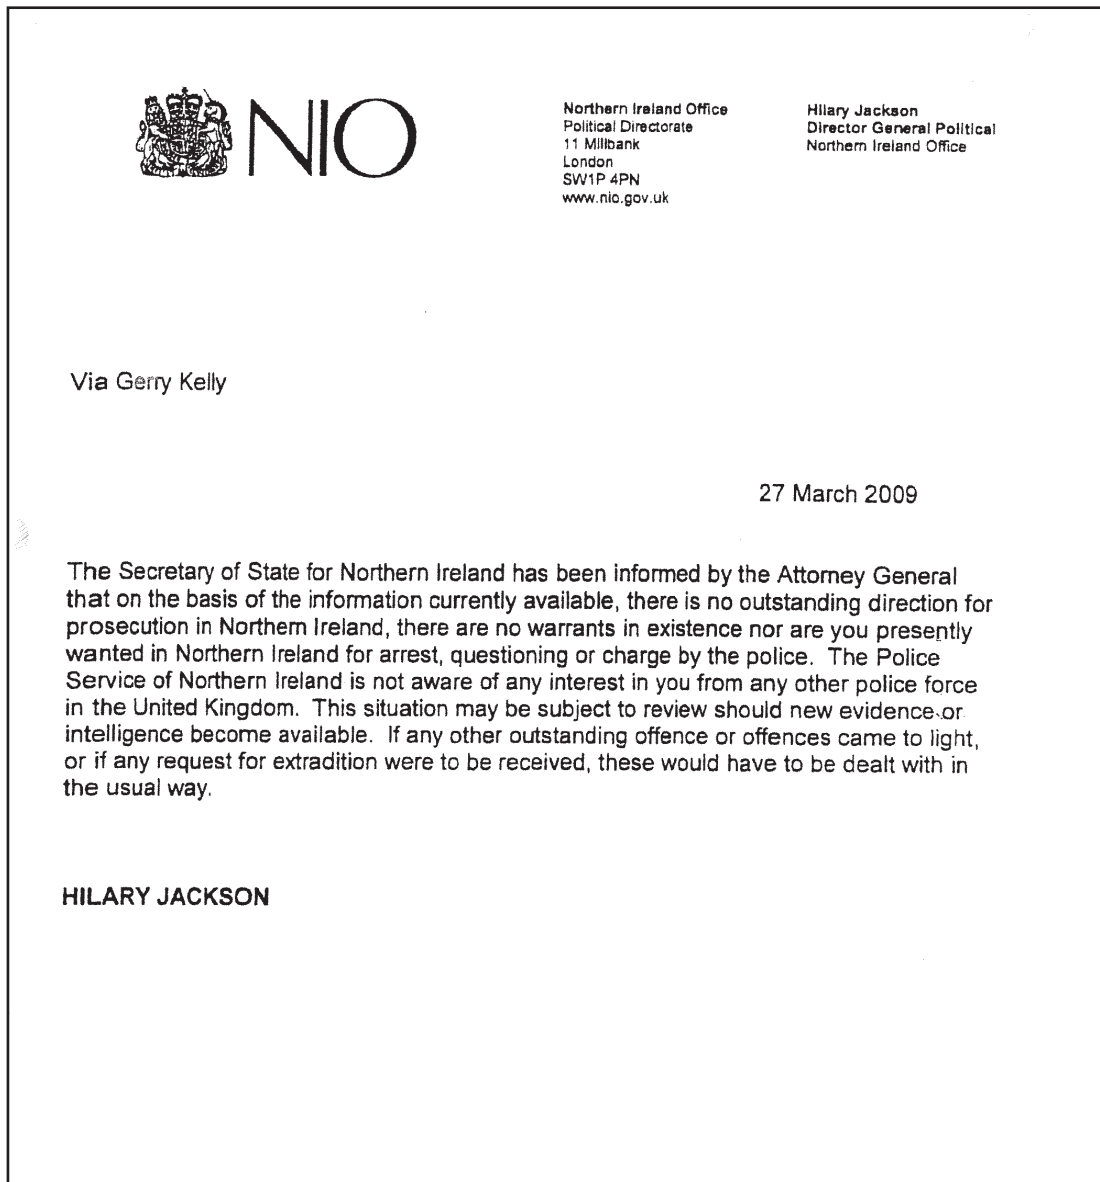 NIO
Northern Ireland Office
Political Directorate
11 Millbank
London
SW1P 4PN
www.nio.gov.uk
Hilary Jackson
Director General Political
Northern Ireland Office
Via Gerry Kelly
27 March 2009
The Secretary of State for Northern Ireland has been informed by the Attorney General
that on the basis of the information currently available, there is no outstanding direction for
prosecution in Northern Ireland, there are no warrants in existence nor are you presently
wanted in Northern Ireland for arrest, questioning or charge by the police. The Police
Service of Northern Ireland is not aware of any interest in you from any other police force
in the United Kingdom. This situation may be subject to review should new evidence or
intelligence become available. If any other outstanding offence or offences came to light,
or if any request for extradition were to be received, these would have to be dealt with in
the usual way.
HILARY JACKSON